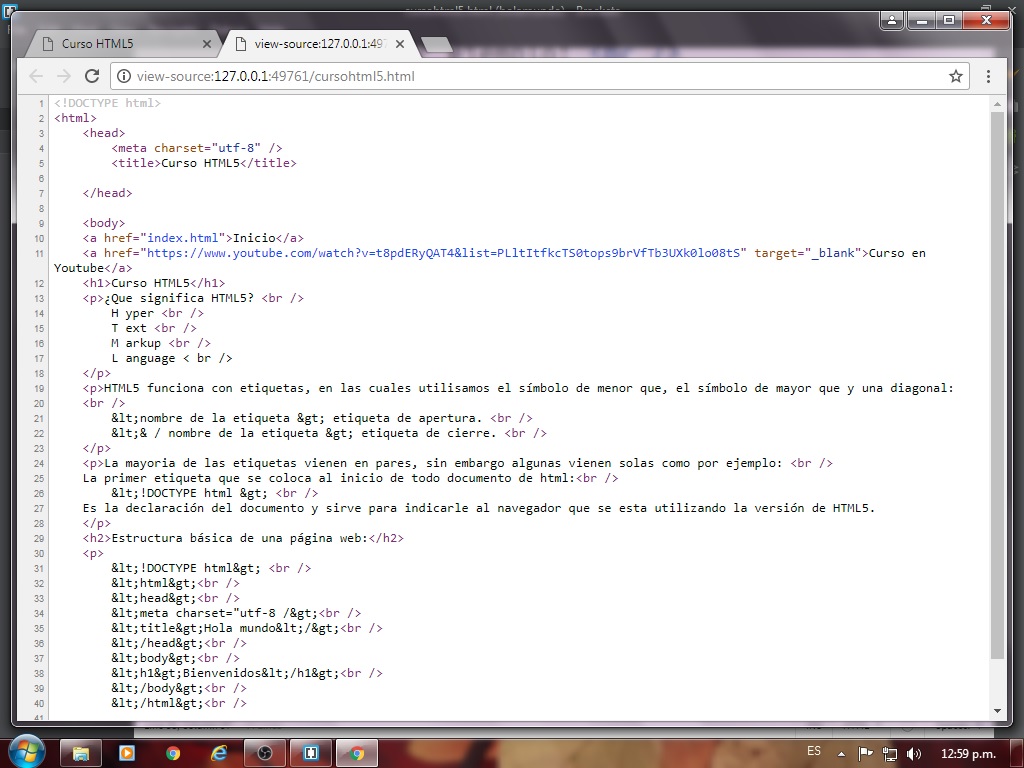 Curso HTML5
view-source:127.0.0.1:497
view-source:127.0.0.1:49761/cursohtml5.html
1 <!DOCTYPE html>
2 <html>
3 <head>
4 <meta charset="utf-8" />
5 <title>Curso HTML5</title>
6
7 </head>
8
9 <body>
10 <a href="index.html">Inicio</a>
11 <a href="https://www.youtube.com/watch?v=t8pdERyQAT4&list=PLltItfkcTS0tops9brVfTb3UXk0lo08tS" target="_blank">Curso en
Youtube</a>
12 <h1>Curso HTML5</h1>
13 <p>¿Que significa HTML5? <br />
14 H yper <br />
15 T ext <br />
16 M arkup <br />
17 L anguage < br />
18 </p>
19 <p>HTML5 funciona con etiquetas, en las cuales utilisamos el símbolo de menor que, el símbolo de mayor que y una diagonal:
20 <br />
21 &lt;nombre de la etiqueta &gt; etiqueta de apertura. <br />
22 &lt;& / nombre de la etiqueta &gt; etiqueta de cierre. <br />
23 </p>
24 <p>La mayoria de las etiquetas vienen en pares, sin embargo algunas vienen solas como por ejemplo: <br />
25 La primer etiqueta que se coloca al inicio de todo documento de html:<br />
26 &lt;!DOCTYPE html &gt; <br />
27 Es la declaración del documento y sirve para indicarle al navegador que se esta utilizando la versión de HTML5.
28 </p>
29 <h2>Estructura básica de una página web:</h2>
30 <p>
31 &lt;!DOCTYPE html&gt; <br />
32 &lt;html&gt;<br />
33 &lt;head&gt;<br />
34 &lt;meta charset="utf-8 /&gt;<br />
35 &lt;title&gt;Hola mundo&lt;/&gt;<br />
36 &lt;/head&gt;<br />
37 &lt;body&gt;<br />
38 &lt;h1&gt;Bienvenidos&lt;/h1&gt;<br />
39 &lt;/body&gt;<br />
40 &lt;/html&gt;<br />
41
ES
12:59 p.m.